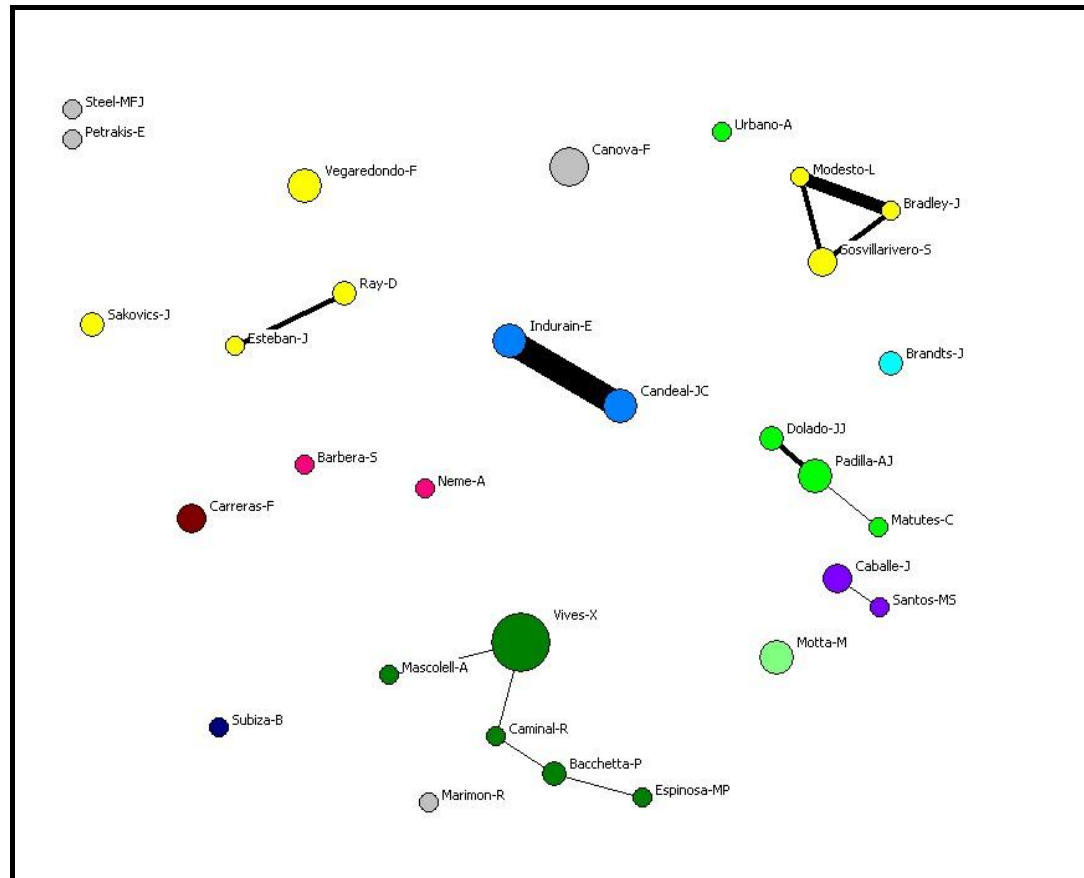 Steel-MFJ
Petrakis-E
Urbano-A
Canova-F
Vegaredondo-F
Modesto-L
Bradley-J
Sosvillarivero-S
Ray-D
Sakovics-J
Esteban-J
Indurain-E
Brandts-J
Candeal-JC
Dolado-JJ
Padilla-AJ
Barbera-S
Neme-A
Carreras-F
Matutes-C
Caballe-J
Santos-MS
Vives-X
Motta-M
Mascolell-A
Subiza-B
Caminal-R
Bacchetta-P
Espinosa-MP
Marimon-R